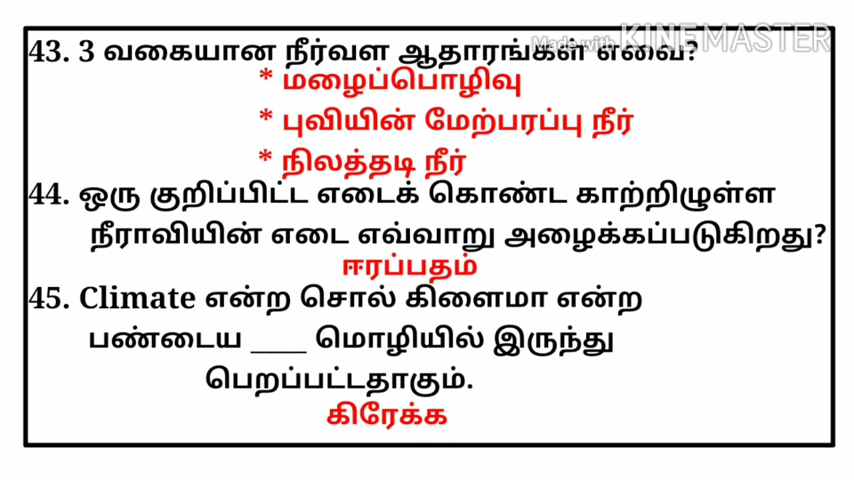 43. 3 வகையான நீர்வள ஆதாரங்கள் எவை?
Made with KINEMASTER
* மழைப்பொழிவு
* புவியின் மேற்பரப்பு நீர்
* நிலத்தடி நீர்
44. ஒரு குறிப்பிட்ட எடைக் கொண்ட காற்றிழுள்ள
நீராவியின் எடை எவ்வாறு அழைக்கப்படுகிறது?
ஈரப்பதம்
45. Climate என்ற சொல் கிளைமா என்ற
பண்டைய ____ மொழியில் இருந்து
பெறப்பட்டதாகும்.
கிரேக்க